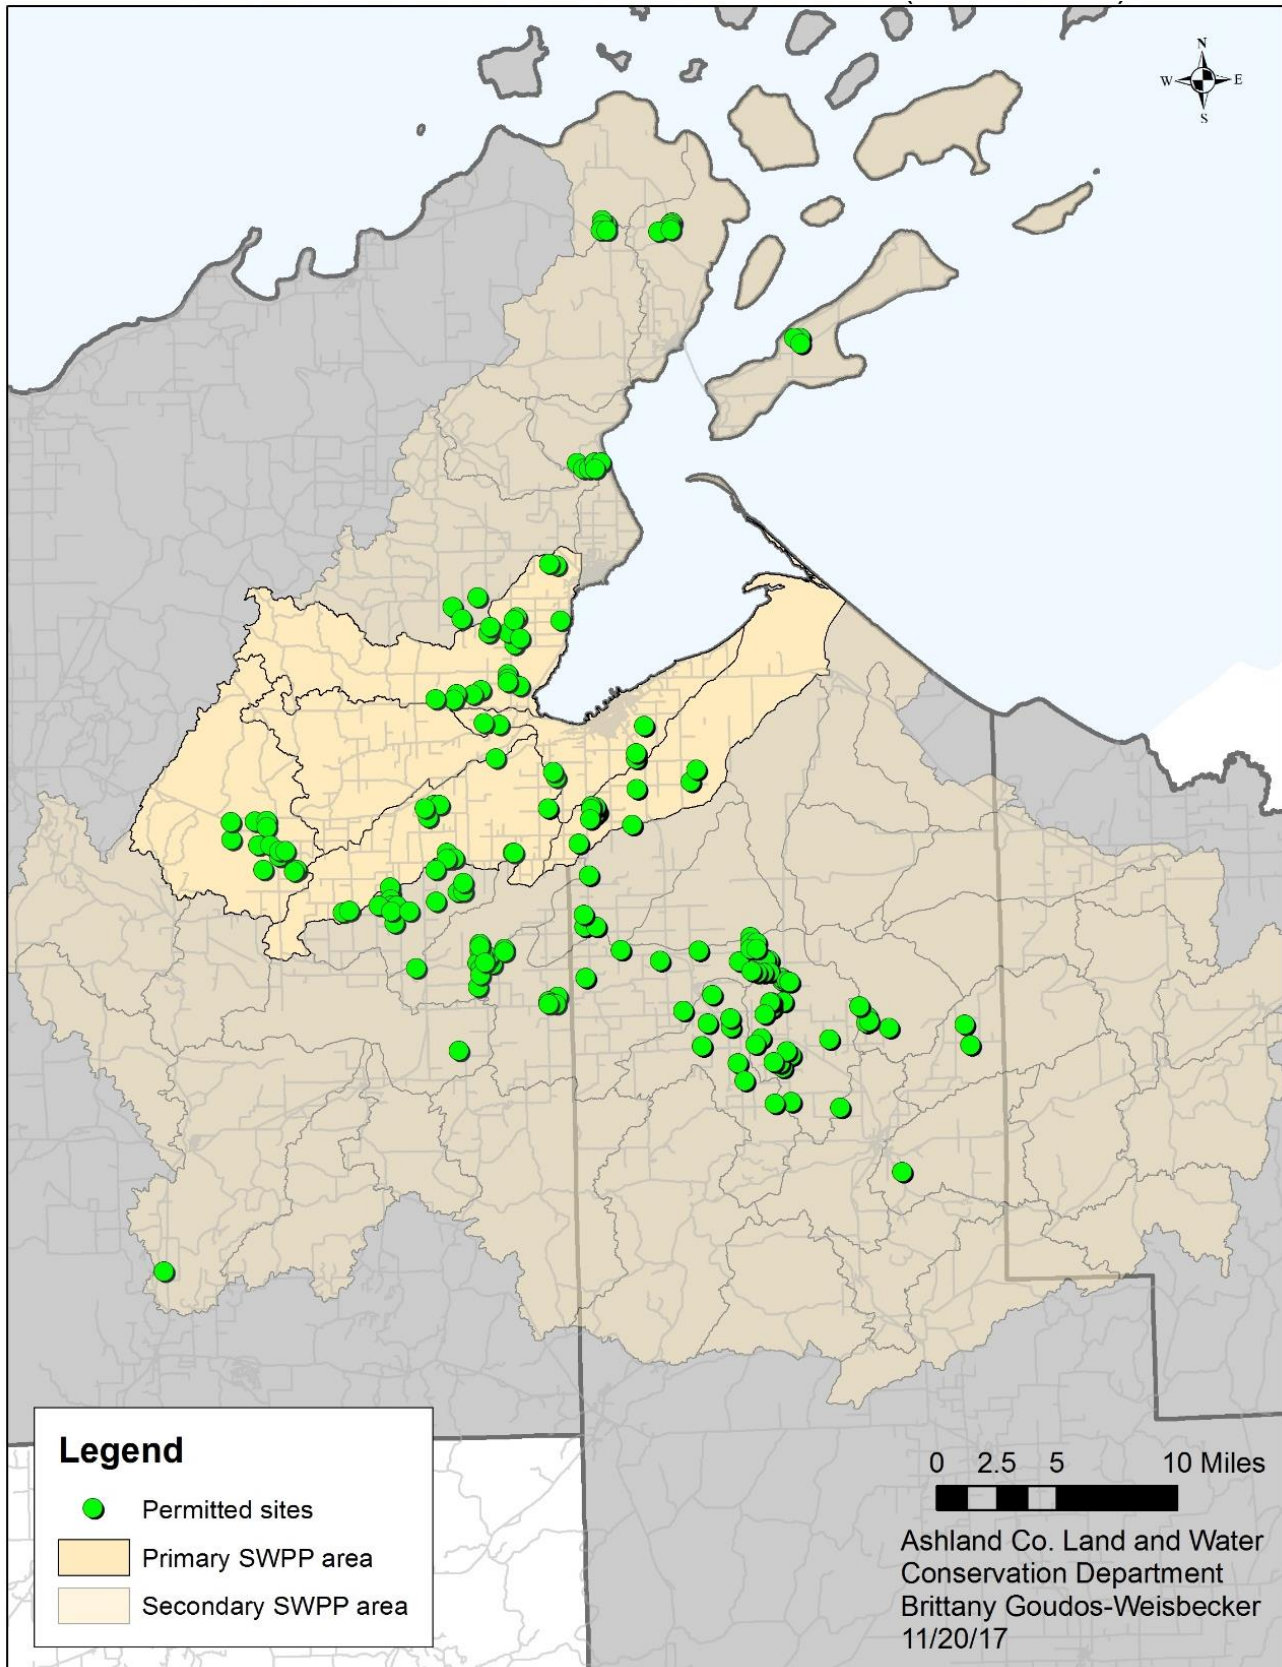 N
W E
S
Legend
Permitted sites
Primary SWPP area
Secondary SWPP area
0 2.5 5 10 Miles
Ashland Co. Land and Water
Conservation Department
Brittany Goudos-Weisbecker
11/20/17